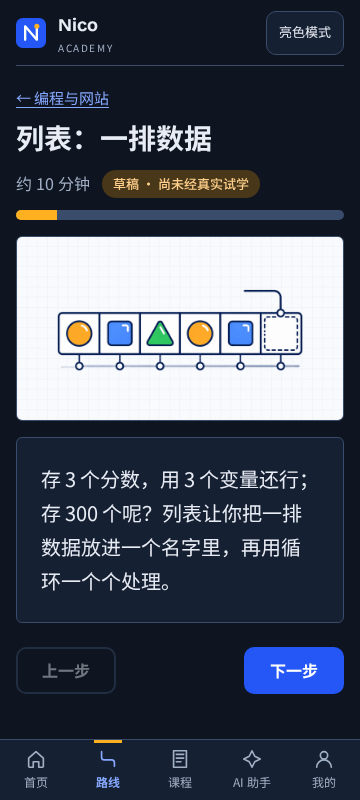 Nico
ACADEMY
亮色模式
← 编程与网站
列表：一排数据
约 10 分钟
草稿 · 尚未经真实试学
存 3 个分数，用 3 个变量还行；
存 300 个呢？列表让你把一排
数据放进一个名字里，再用循
环一个个处理。
上一步
下一步
首页
路线
课程
AI 助手
我的